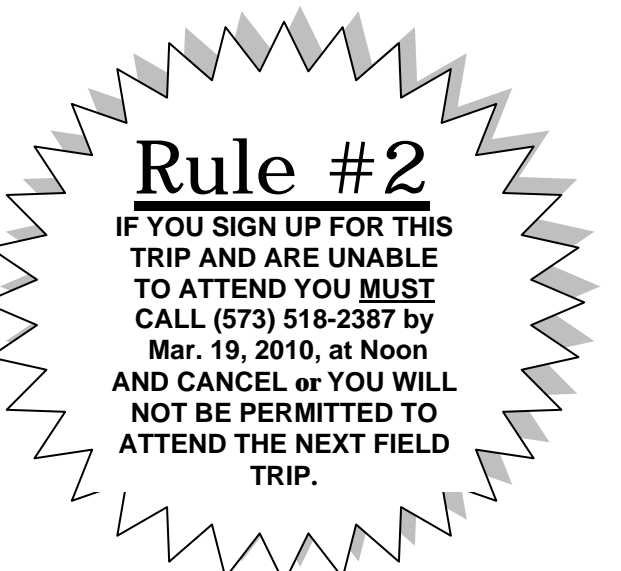 Rule #2
IF YOU SIGN UP FOR THIS
TRIP AND ARE UNABLE
TO ATTEND YOU MUST
CALL (573) 518-2387 by
Mar. 19, 2010, at Noon
AND CANCEL or YOU WILL
NOT BE PERMITTED TO
ATTEND THE NEXT FIELD
TRIP.